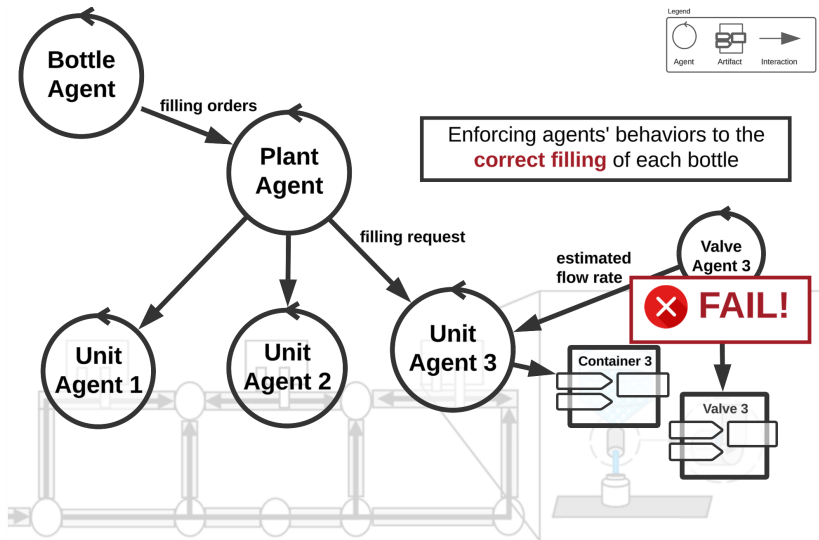 Legend
Agent
Artifact
Interaction
Bottle
Agent
filling orders
Plant
Agent
Enforcing agents' behaviors to the
correct filling of each bottle
filling request
estimated
flow rate
Valve
Agent 3
FAIL!
Unit
Agent 1
Unit
Agent 2
Unit
Agent 3
Container 3
Valve 3